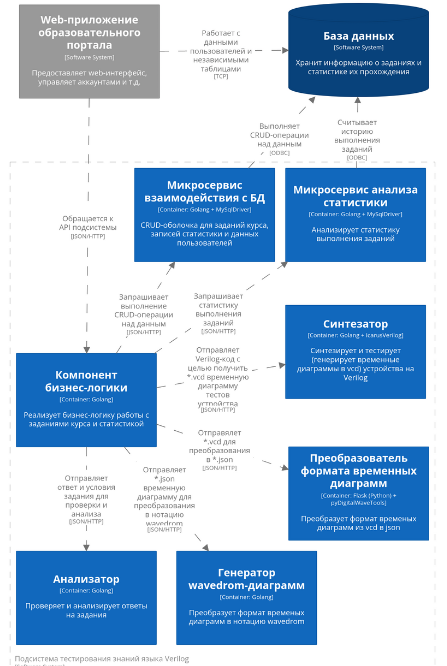 Web-приложение
образовательного
портала
[Software System]
Предоставляет web-интерфейс,
управляет аккаунтами и т.д.
Работает с
данными
пользователей и
независимыми
таблицами
[TCP]
База данных
[Software System]
Хранит информацию о заданиях и
статистике их прохождения
Выполняет
CRUD-операции
над данным
[ODBC]
Считывает
историю
выполнения
заданий
[ODBC]
Микросервис
взаимодействия с БД
[Container: Golang + MySqlDriver]
CRUD-оболочка для заданий курса,
записей статистики и данных
пользователей
Микросервис анализа
статистики
[Container: Golang + MySqlDriver]
Анализирует статистику
выполнения заданий
Обращается к
API подсистемы
[JSON/HTTP]
Запрашивает
выполнение
CRUD-операции
над данным
[JSON/HTTP]
Запрашивает
статистику
выполнения
заданий
[JSON/HTTP]
Синтезатор
[Container: Golang + IcarusVerilog]
Синтезирует и тестирует
(генерирует временные
диаграммы в vcd) устройства на
Verilog
Отправляет
Verilog-код с
целью получить
*.vcd временную
диаграмму
тестов
устройства
[JSON/HTTP]
Компонент
бизнес-логики
[Container: Golang]
Реализует бизнес-логику работы с
заданиями курса и статистикой
Отправляет
*.vcd для
преобразования
в *.json
[JSON/HTTP]
Преобразователь
формата временных
диаграмм
[Container: Flask (Python) +
pyDigitalWaveTools]
Преобразует формат временых
диаграмм из vcd в json
Отправляет
ответ и условия
задания для
проверки и
анализа
[JSON/HTTP]
Отправляет
*.json
временную
диаграмму для
преобразования
в нотацию
wavedrom
[JSON/HTTP]
Анализатор
[Container: Golang]
Проверяет и анализирует ответы
на задания
Генератор
wavedrom-диаграмм
[Container: Golang]
Преобразует формат временых
диаграмм в нотацию wavedrom
Подсистема тестирования знаний языка Verilog